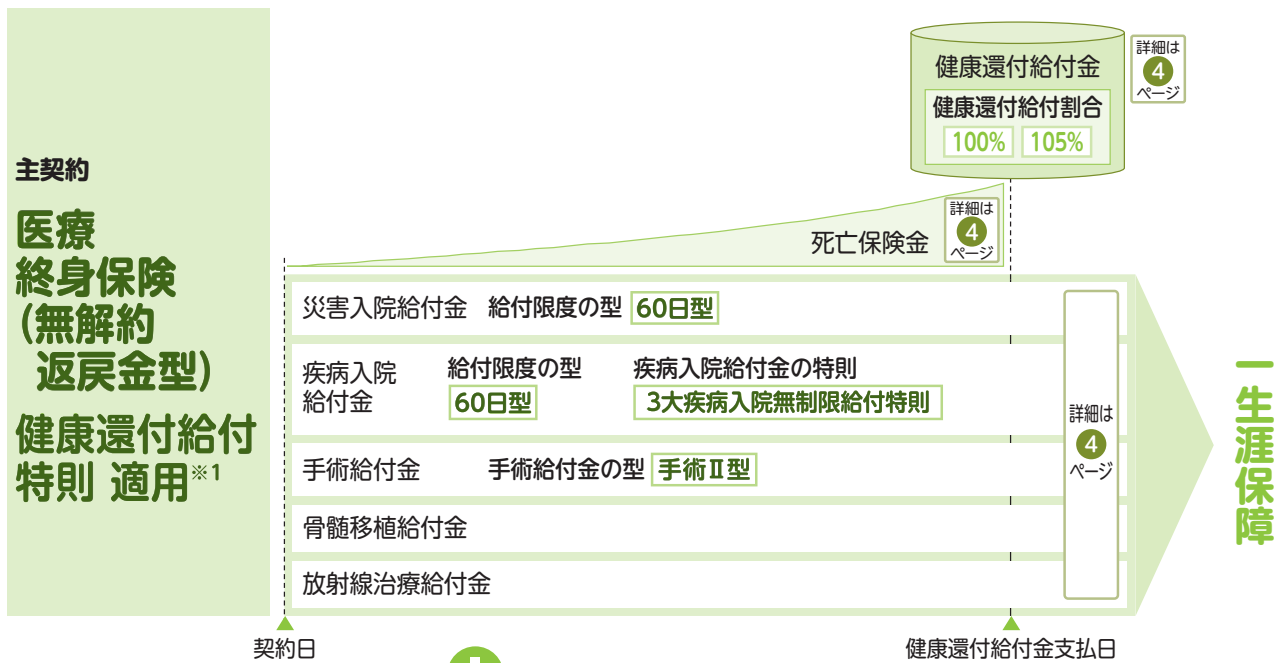 主契約
医療
終身保険
(無解約
返戻金型)
健康還付給付
特則 適用※1
健康還付給付金
健康還付給付割合
100% 105%
詳細は
4
ページ
死亡保険金
詳細は
4
ページ
災害入院給付金 給付限度の型 60日型
疾病入院
給付金
給付限度の型
60日型
疾病入院給付金の特則
3大疾病入院無制限給付特則
手術給付金 手術給付金の型 手術Ⅱ型
骨髄移植給付金
放射線治療給付金
詳細は
4
ページ
一生涯保障
契約日
健康還付給付金支払日